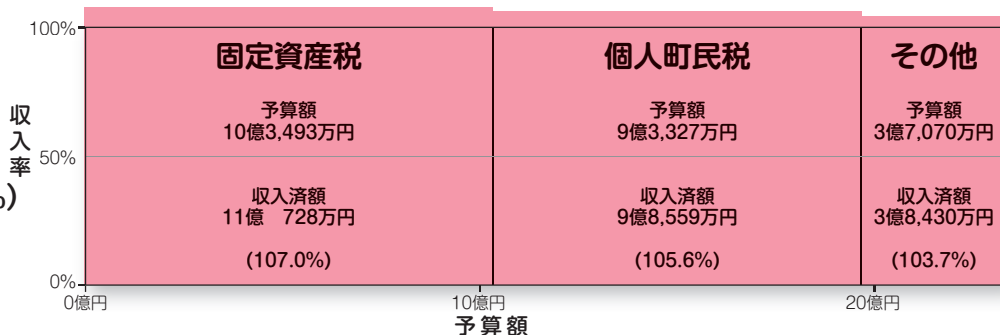 100%
50%
0%
収入率
%)
固定資産税
予算額
10億3,493万円
収入済額
11億 728万円
(107.0%)
個人町民税
予算額
9億3,327万円
収入済額
9億8,559万円
(105.6%)
その他
予算額
3億7,070万円
収入済額
3億8,430万円
(103.7%)
0億円
10億円
20億円
予算額